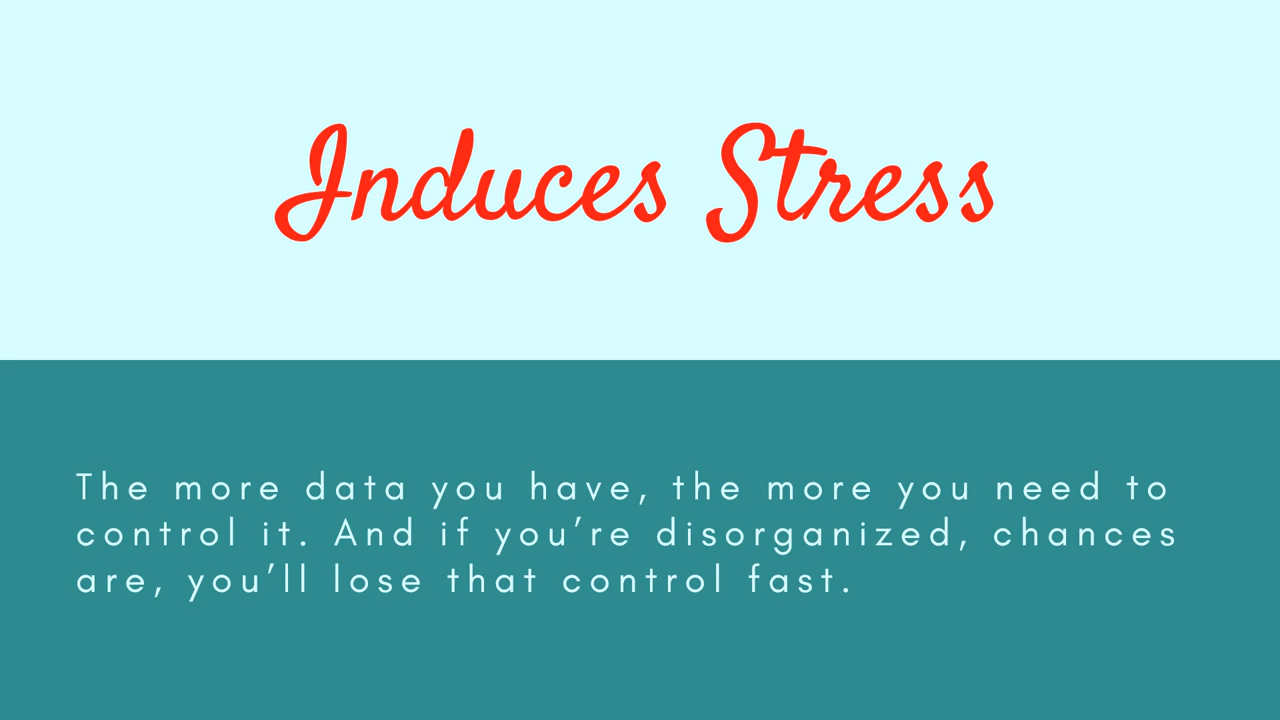 Induces Stress
The more data you have, the more you need to
control it. And if you’re disorganized, chances
are, you’ll lose that control fast.